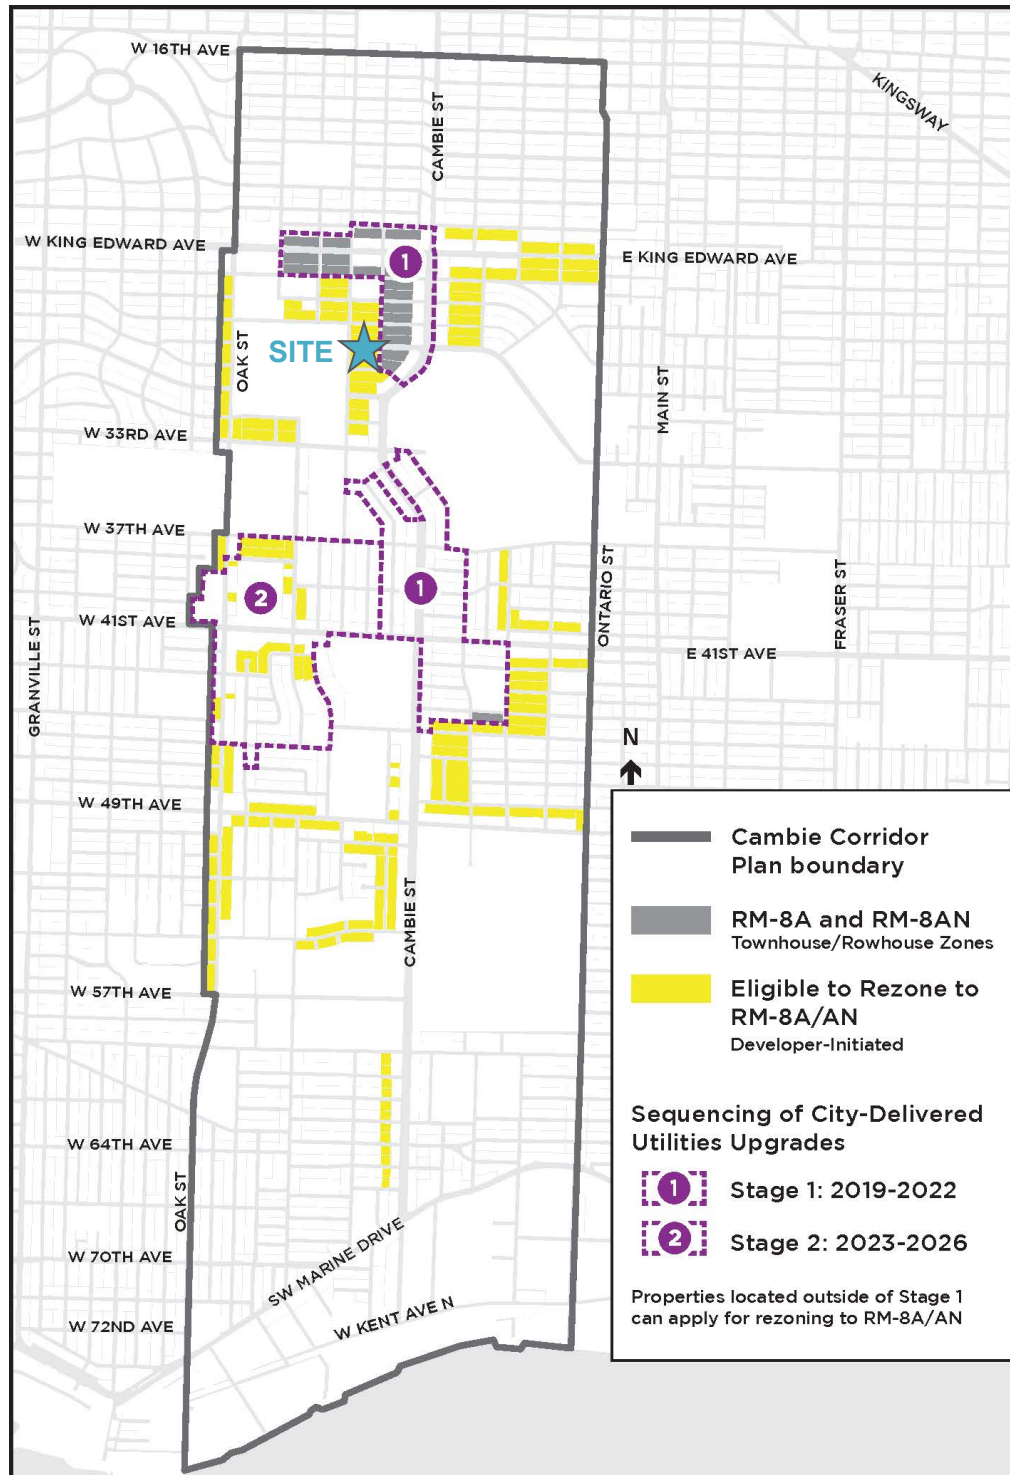 W 16TH AVE
KINGSWAY
CAMBIE ST
W KING EDWARD AVE
1
E KING EDWARD AVE
OAK ST
SITE
MAIN ST
W 33RD AVE
W 37TH AVE
ONTARIO ST
FRASER ST
2
1
W 41ST AVE
GRANVILLE ST
E 41ST AVE
N
W 49TH AVE
CAMBIE ST
W 57TH AVE
W 64TH AVE
OAK ST
W 70TH AVE
SW MARINE DRIVE
W 72ND AVE
W KENT AVE N
Cambie Corridor
Plan boundary
RM-8A and RM-8AN
Townhouse/Rowhouse Zones
Eligible to Rezone to
RM-8A/AN
Developer-Initiated
Sequencing of City-Delivered
Utilities Upgrades
1 Stage 1: 2019-2022
2 Stage 2: 2023-2026
Properties located outside of Stage 1
can apply for rezoning to RM-8A/AN